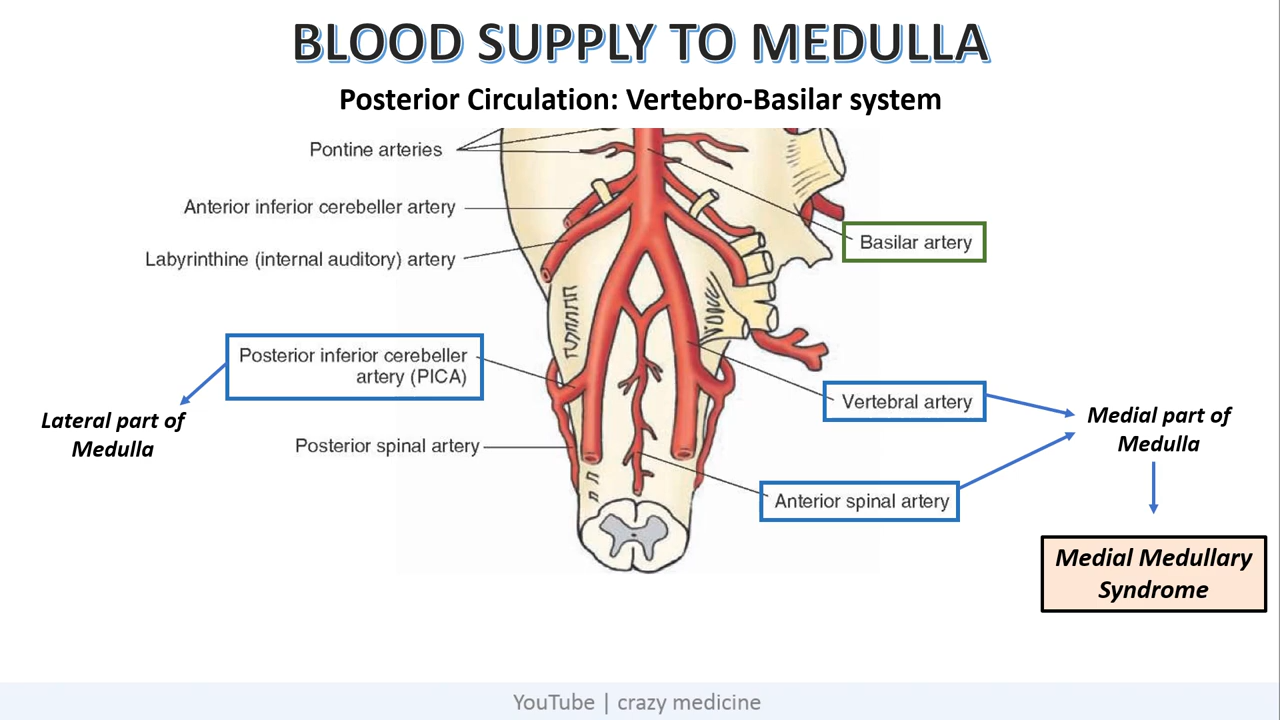 BLOOD SUPPLY TO MEDULLA
Posterior Circulation: Vertebro-Basilar system
Pontine arteries
Anterior inferior cerebeller artery
Labyrinthine (internal auditory) artery
Basilar artery
Posterior inferior cerebeller
artery (PICA)
Lateral part of
Medulla
Vertebral artery
Medial part of
Medulla
Posterior spinal artery
Anterior spinal artery
Medial Medullary
Syndrome
YouTube | crazy medicine